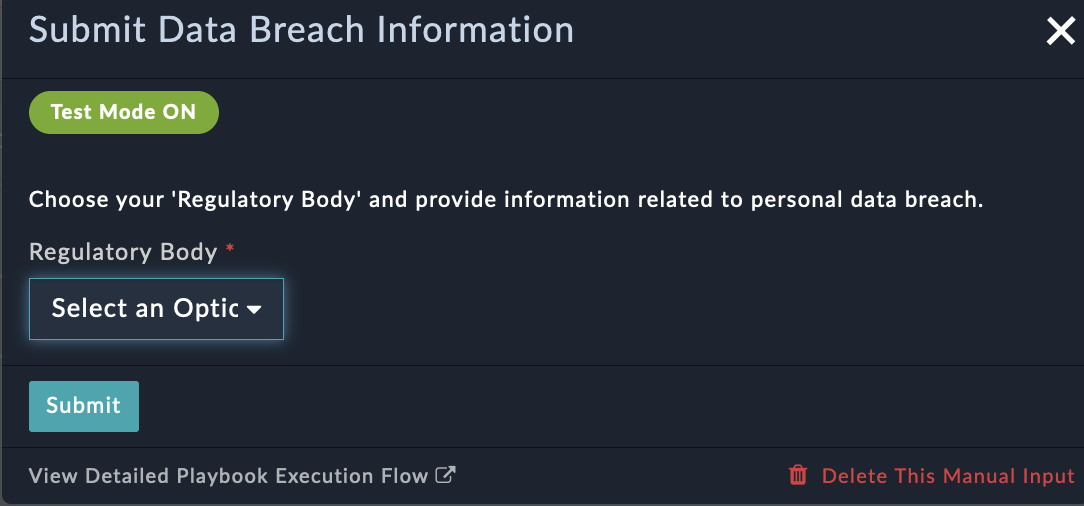 Submit Data Breach Information
Test Mode ON
Choose your 'Regulatory Body' and provide information related to personal data breach.
Regulatory Body *
Select an Optic
Submit
View Detailed Playbook Execution Flow
Delete This Manual Input